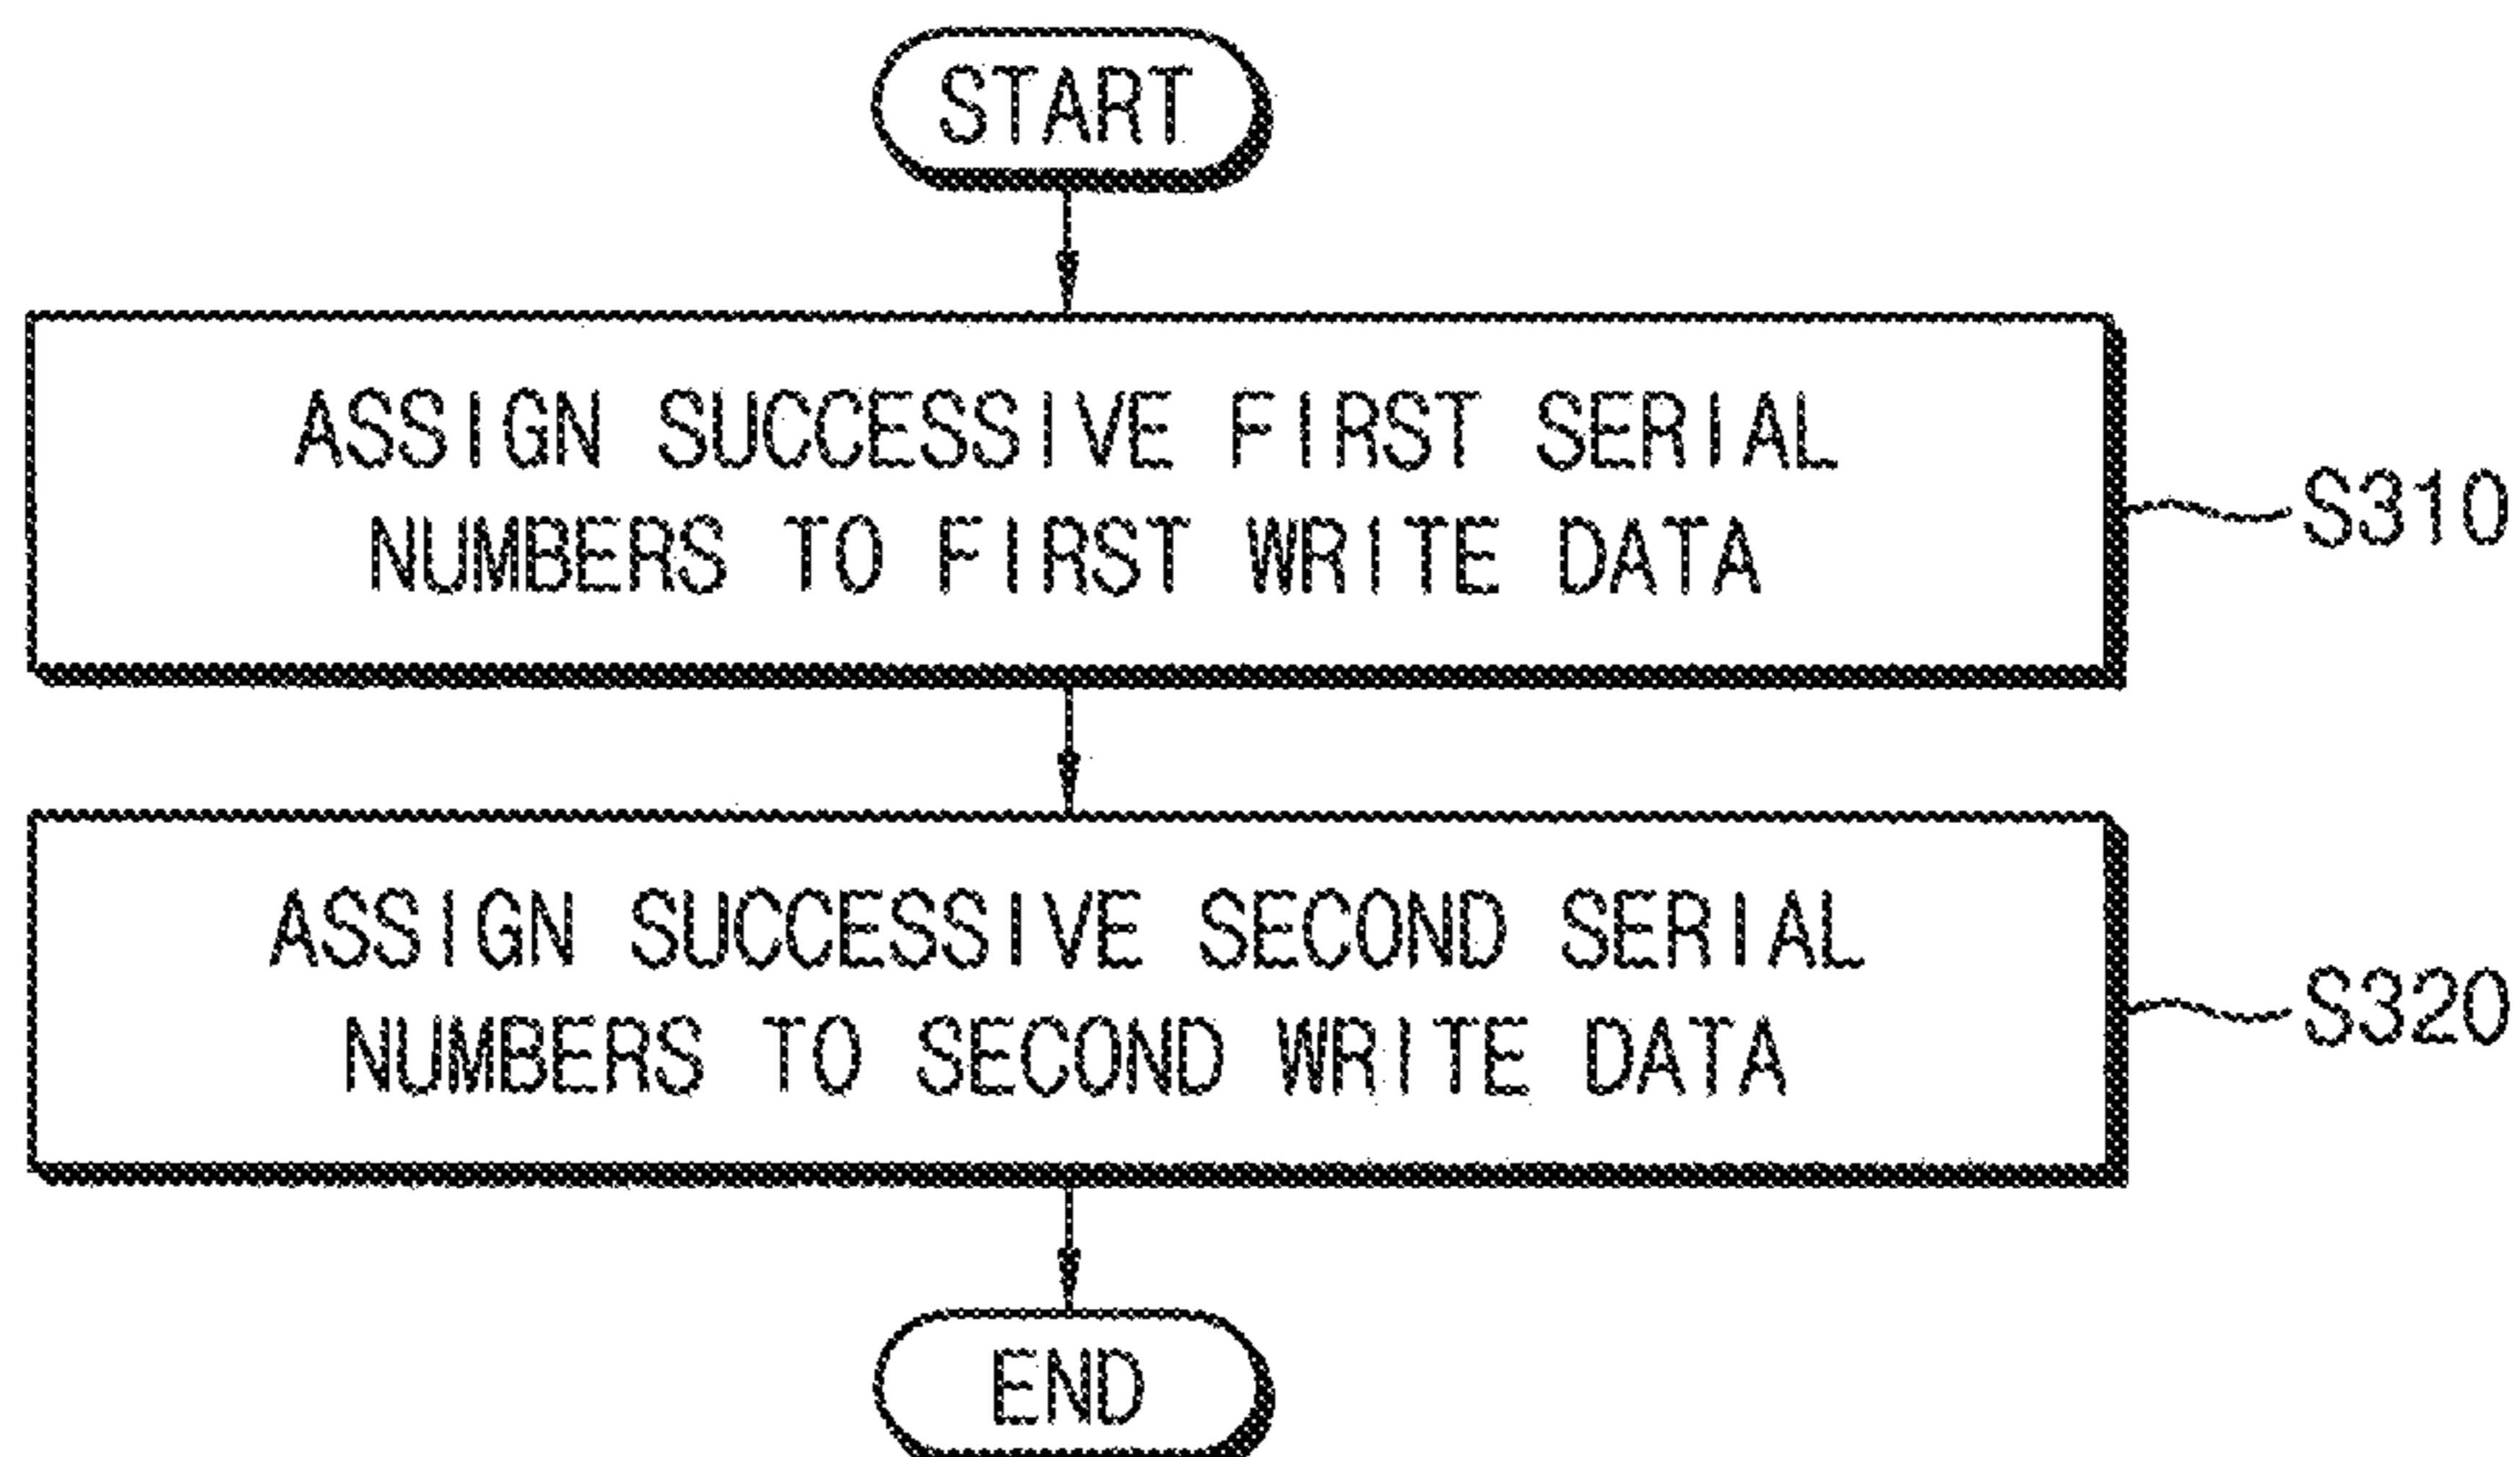 START
ASSIGN SUCCESSIVE FIRST SERIAL
NUMBERS TO FIRST WRITE DATA
S310
ASSIGN SUCCESSIVE SECOND SERIAL
NUMBERS TO SECOND WRITE DATA
S320
END